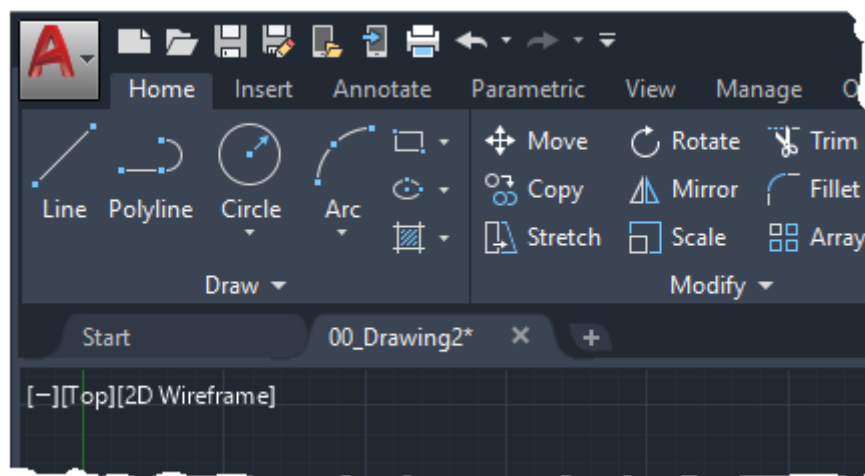 Home Insert Annotate Parametric View Manage
Move Rotate Trim
Copy Mirror Fillet
Line Polyline Circle Arc
Stretch Scale Array
Draw Modify
Start 00_Drawing2*
[−][Top][2D Wireframe]